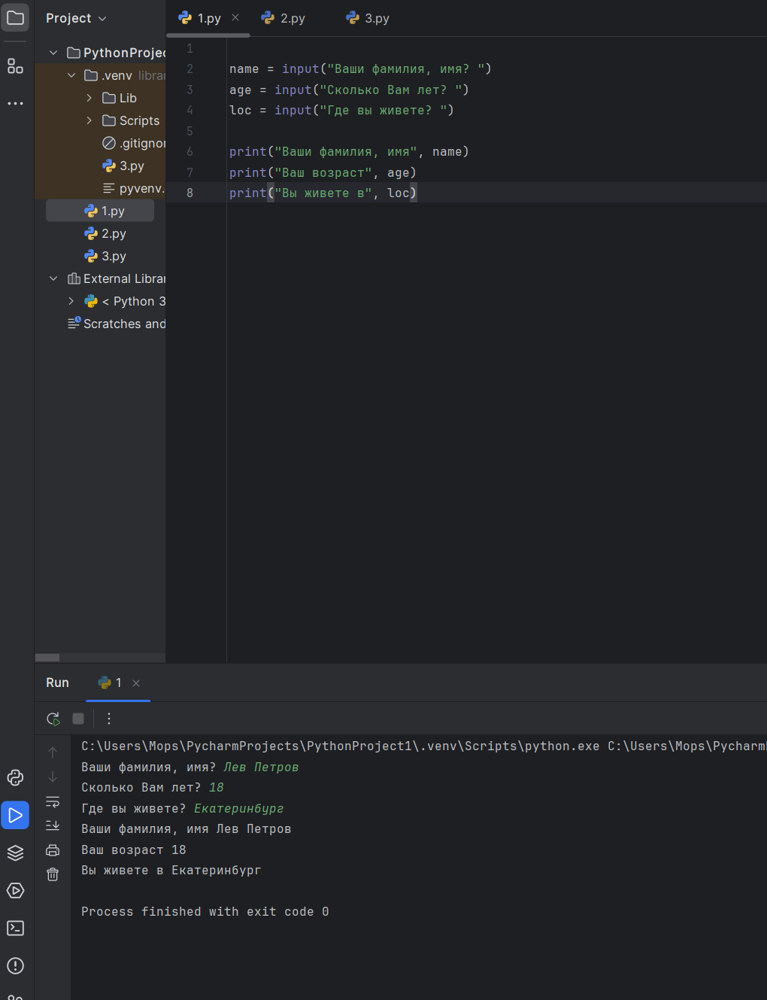 Project
1.py
2.py
3.py
PythonProjec
.venv librar
Lib
Scripts
.gitignor
3.py
pyvenv.
1.py
2.py
3.py
External Librar
< Python 3
Scratches and
1
2 name = input("Ваши фамилия, имя? ")
3 age = input("Сколько Вам лет? ")
4 loc = input("Где вы живете? ")
5
6 print("Ваши фамилия, имя", name)
7 print("Ваш возраст", age)
8 print("Вы живете в", loc)
Run 1
C:\Users\Mops\PycharmProjects\PythonProject1\.venv\Scripts\python.exe C:\Users\Mops\Pycharm
Ваши фамилия, имя? Лев Петров
Сколько Вам лет? 18
Где вы живете? Екатеринбург
Ваши фамилия, имя Лев Петров
Ваш возраст 18
Вы живете в Екатеринбург
Process finished with exit code 0